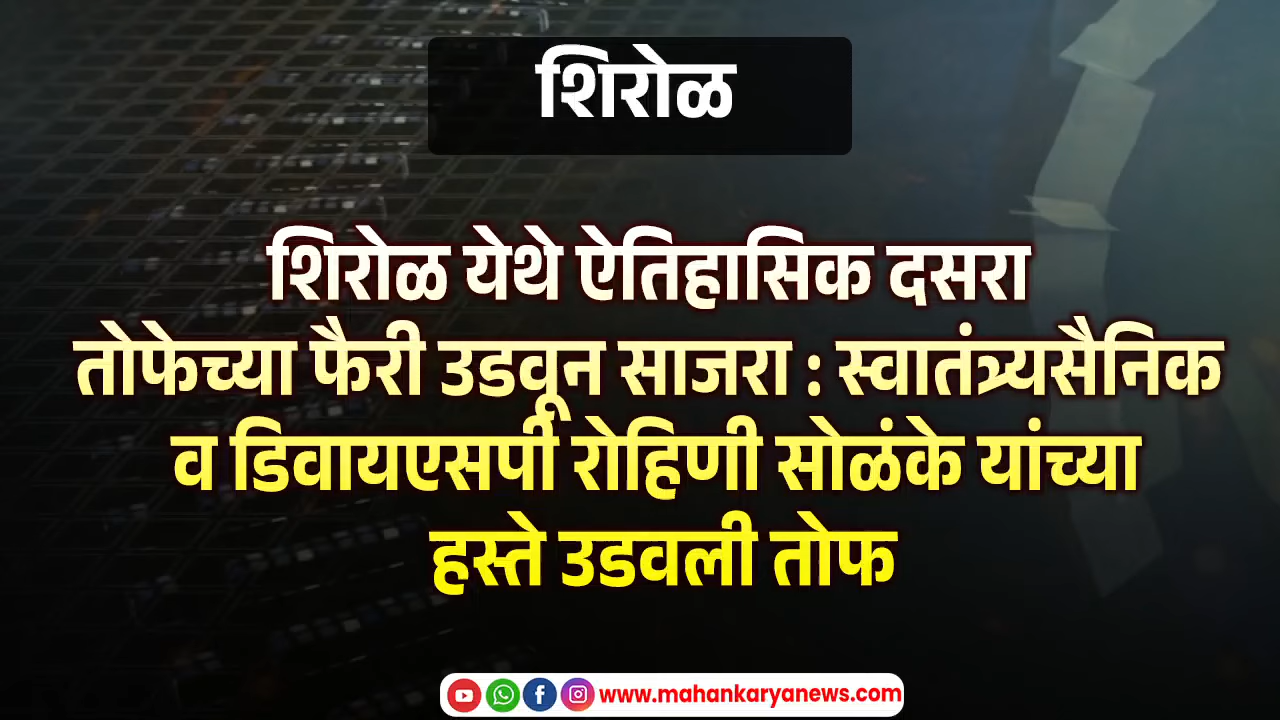 शिरोळ
शिरोळ येथे ऐतिहासिक दसरा
तोफेच्या फैरी उडवून साजरा : स्वातंत्र्यसैनिक
व डिवायएसपी रोहिणी सोळंके यांच्या
हस्ते उडवली तोफ
www.mahankaryanews.com